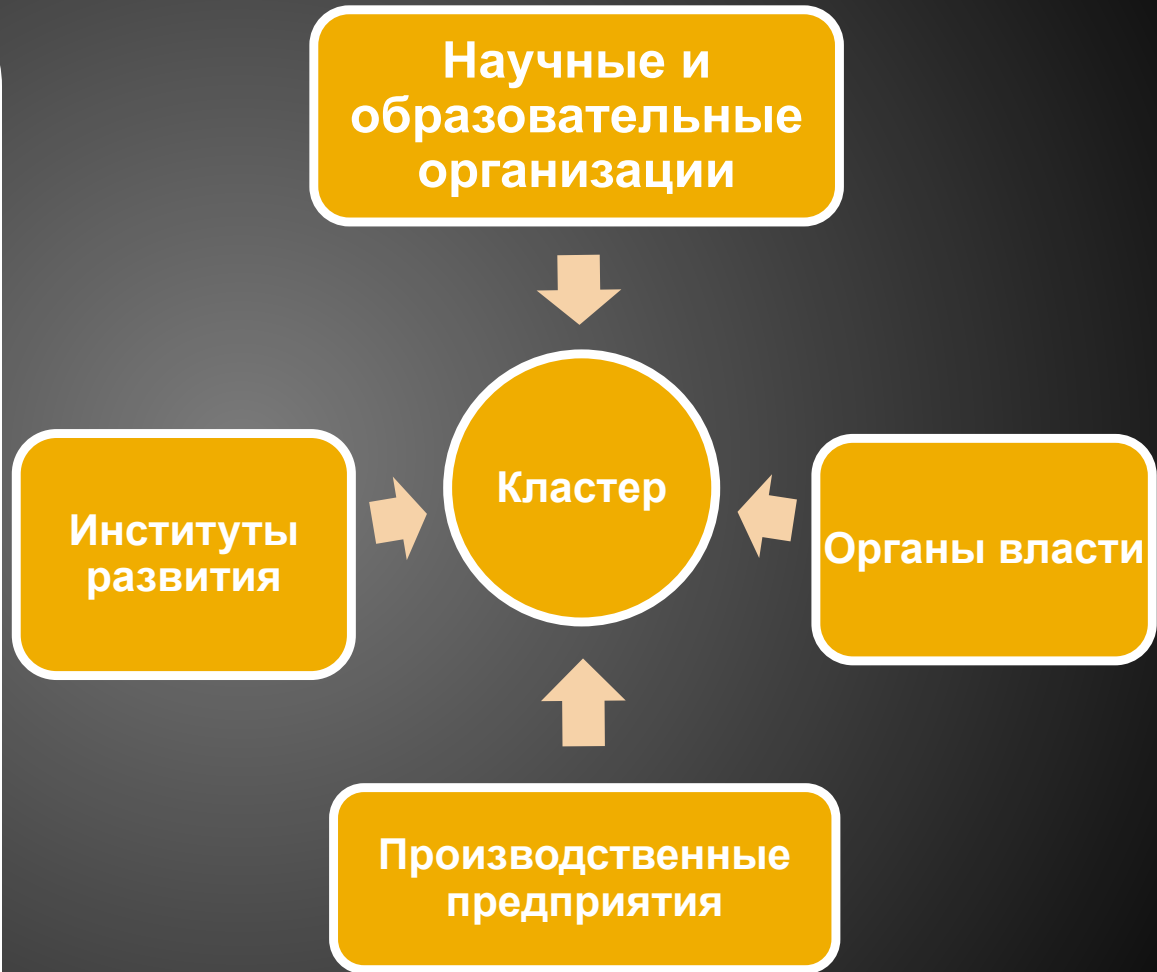 Научные и
образовательные
организации
Кластер
Институты
развития
Органы власти
Производственные
предприятия